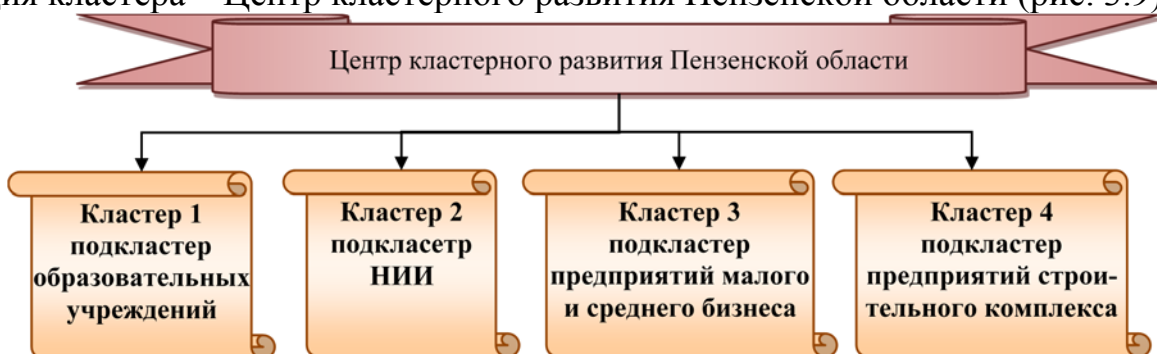 ция кластера – Центр кластерного развития Пензенской области (рис. 3.9)
Центр кластерного развития Пензенской области
Кластер 1
подкластер
образовательных
учреждений
Кластер 2
подкласетр
НИИ
Кластер 3
подкластер
предприятий малого
и среднего бизнеса
Кластер 4
подкластер
предприятий строи-
тельного комплекса